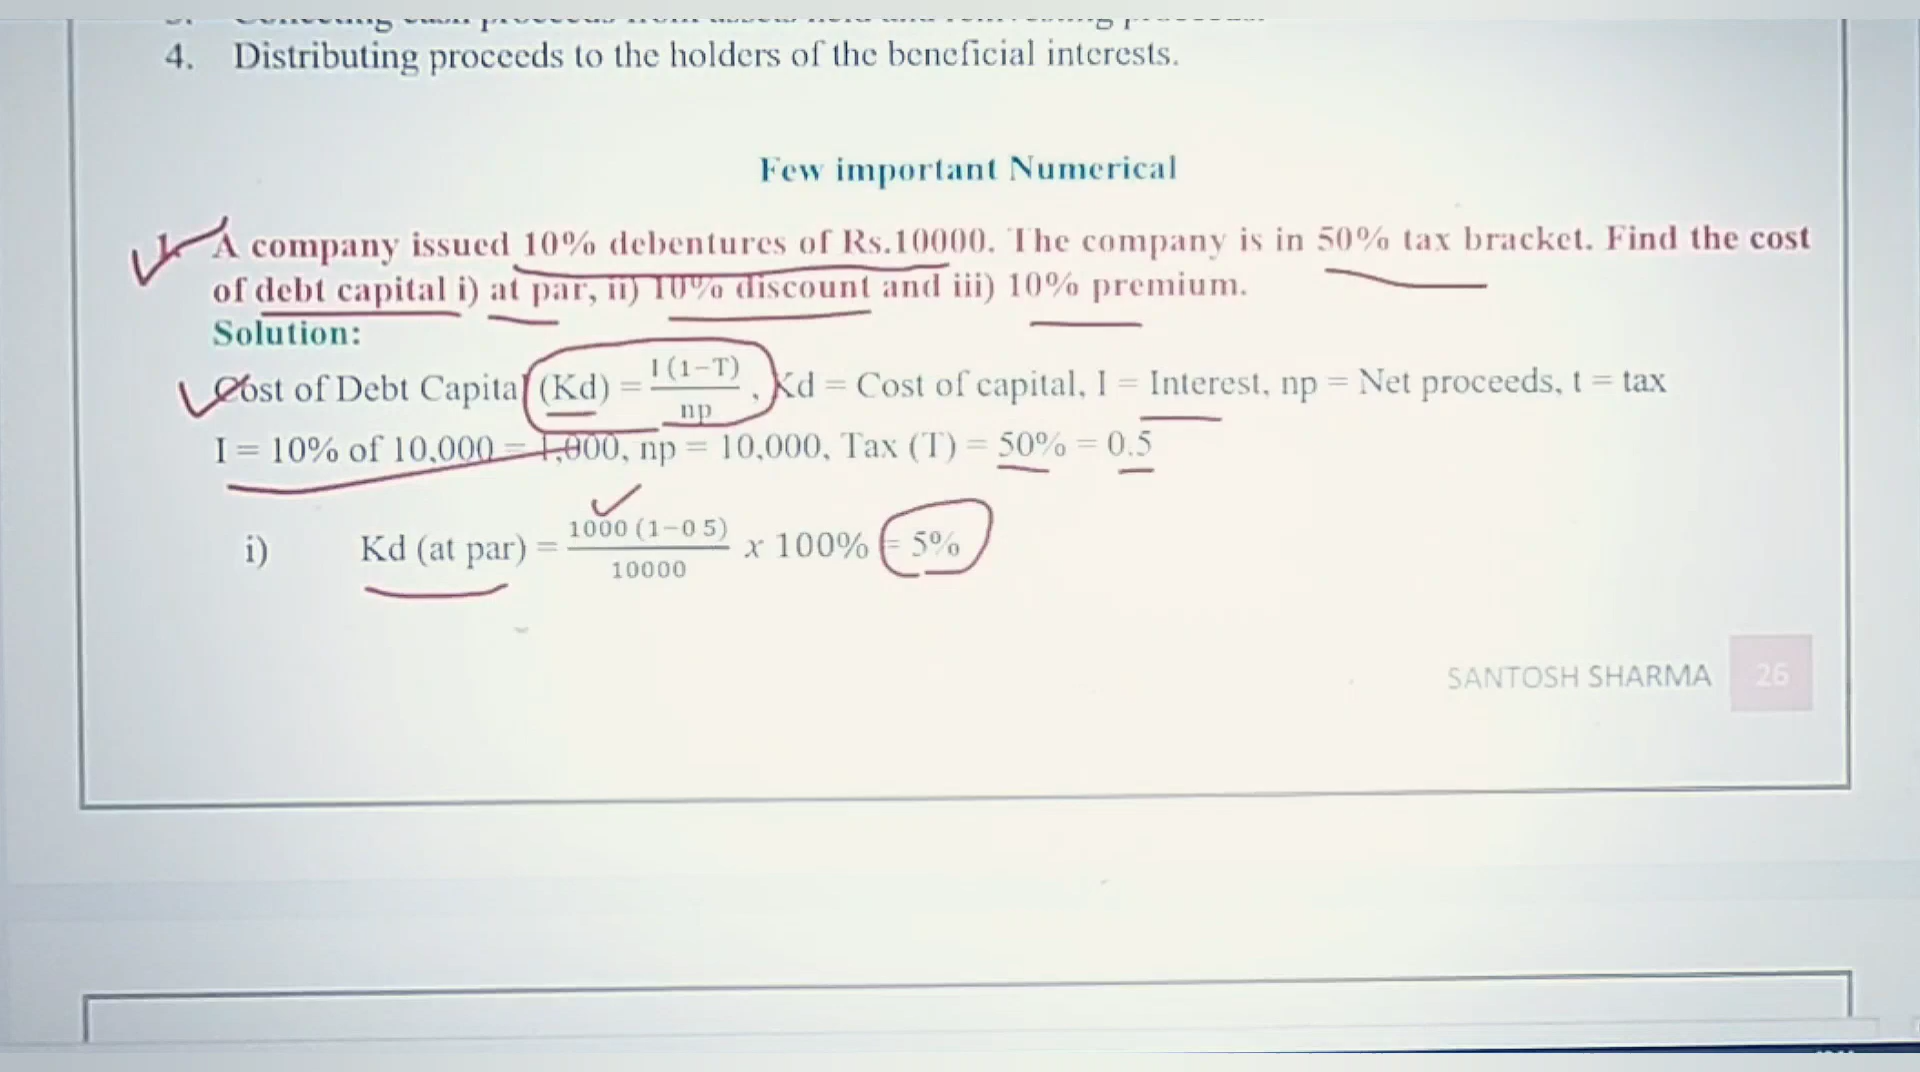 4. Distributing proceeds to the holders of the beneficial interests.
Few important Numerical
1. A company issued 10% debentures of Rs.10000. The company is in 50% tax bracket. Find the cost
of debt capital i) at par, ii) 10% discount and iii) 10% premium.
Solution:
Cost of Debt Capital (Kd) = I (1−T) / np , Kd = Cost of capital, I = Interest, np = Net proceeds, t = tax
I = 10% of 10,000 = 1,000, np = 10,000, Tax (T) = 50% = 0.5
i) Kd (at par) = 1000 (1−0 5) / 10000 x 100% = 5%
SANTOSH SHARMA 26